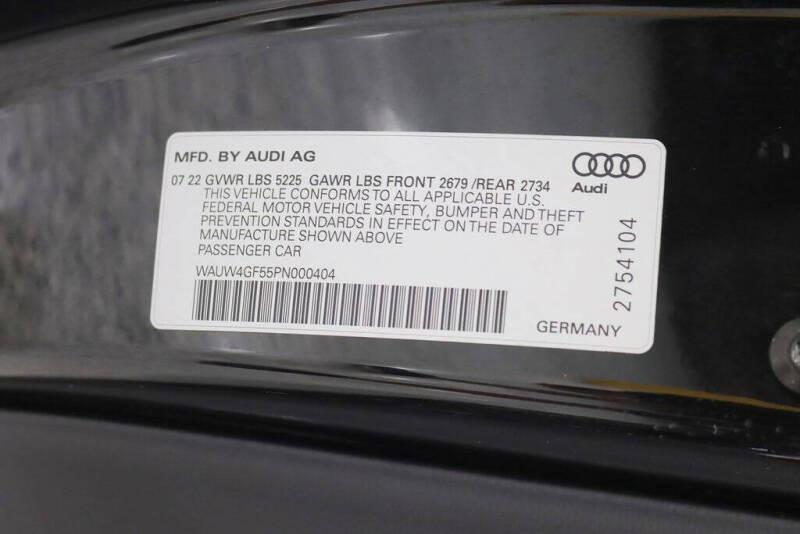 MFD. BY AUDI AG
Audi
07 22 GVWR LBS 5225 GAWR LBS FRONT 2679 /REAR 2734
THIS VEHICLE CONFORMS TO ALL APPLICABLE U.S.
FEDERAL MOTOR VEHICLE SAFETY, BUMPER AND THEFT
PREVENTION STANDARDS IN EFFECT ON THE DATE OF
MANUFACTURE SHOWN ABOVE
PASSENGER CAR
WAUW4GF55PN000404
GERMANY
2754104